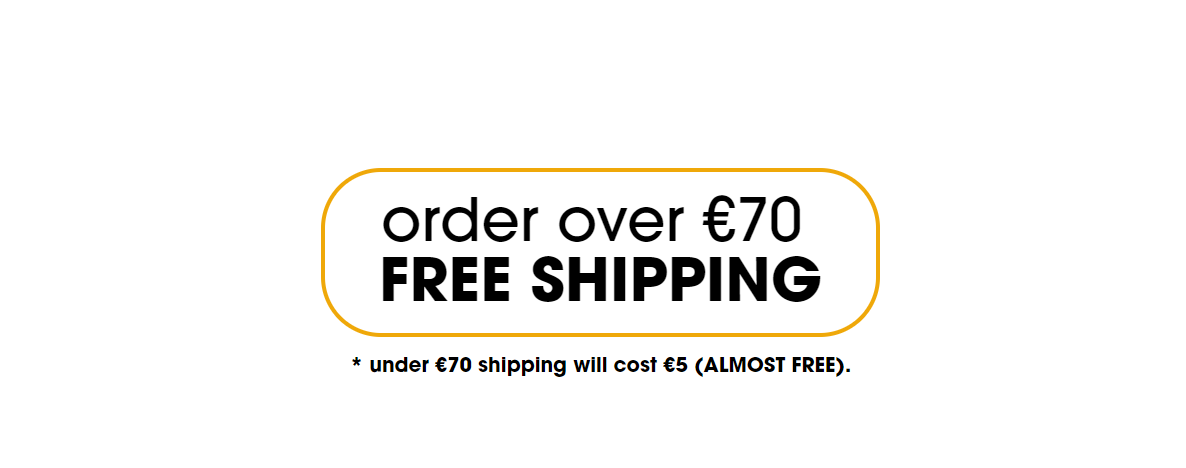 order over €70
FREE SHIPPING
* under €70 shipping will cost €5 (ALMOST FREE).